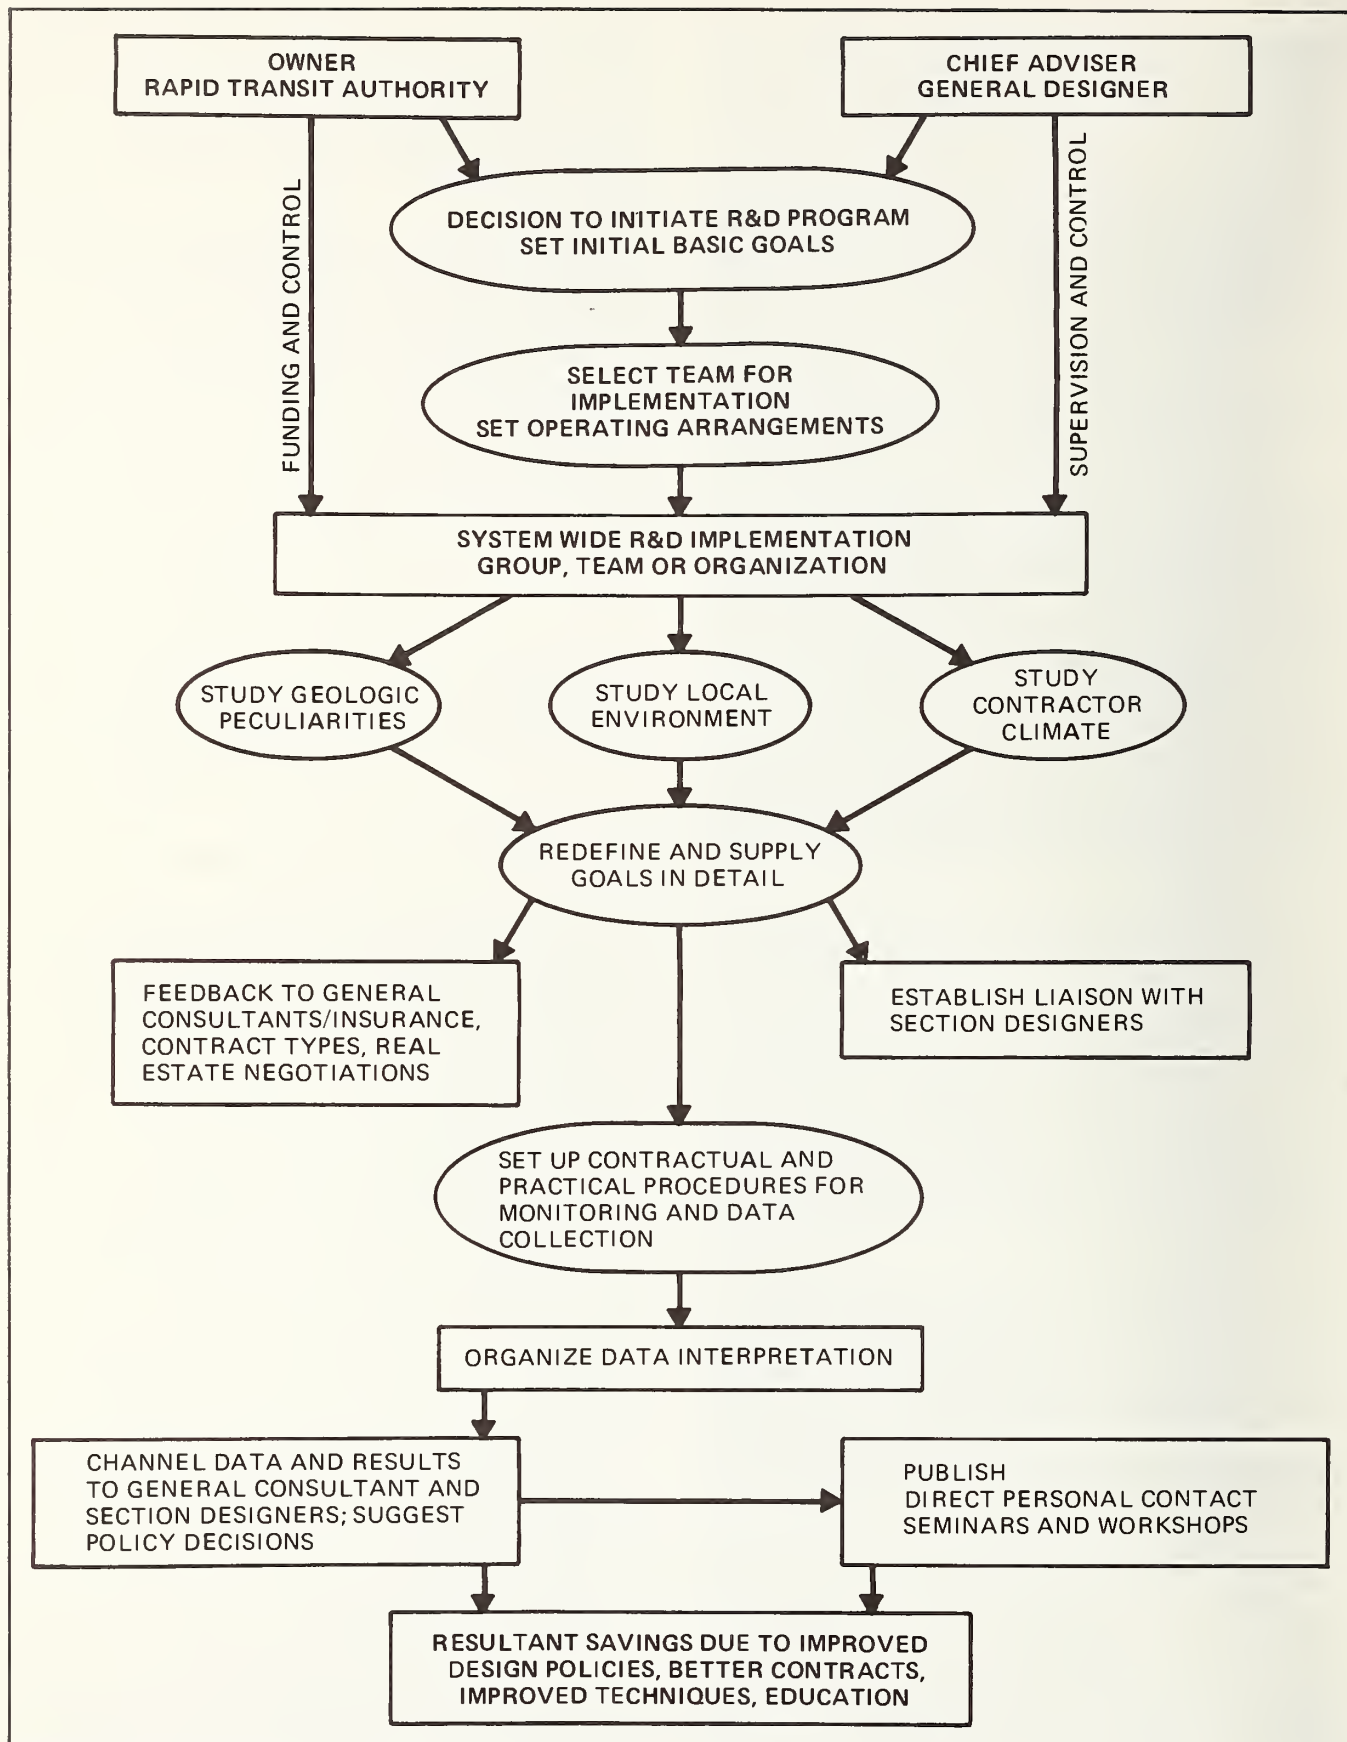 OWNER
RAPID TRANSIT AUTHORITY
CHIEF ADVISER
GENERAL DESIGNER
FUNDING AND CONTROL
SUPERVISION AND CONTROL
DECISION TO INITIATE R&D PROGRAM
SET INITIAL BASIC GOALS
SELECT TEAM FOR
IMPLEMENTATION
SET OPERATING ARRANGEMENTS
SYSTEM WIDE R&D IMPLEMENTATION
GROUP, TEAM OR ORGANIZATION
STUDY GEOLOGIC
PECULIARITIES
STUDY LOCAL
ENVIRONMENT
STUDY
CONTRACTOR
CLIMATE
REDEFINE AND SUPPLY
GOALS IN DETAIL
FEEDBACK TO GENERAL
CONSULTANTS/INSURANCE,
CONTRACT TYPES, REAL
ESTATE NEGOTIATIONS
ESTABLISH LIAISON WITH
SECTION DESIGNERS
SET UP CONTRACTUAL AND
PRACTICAL PROCEDURES FOR
MONITORING AND DATA
COLLECTION
ORGANIZE DATA INTERPRETATION
CHANNEL DATA AND RESULTS
TO GENERAL CONSULTANT AND
SECTION DESIGNERS; SUGGEST
POLICY DECISIONS
PUBLISH
DIRECT PERSONAL CONTACT
SEMINARS AND WORKSHOPS
RESULTANT SAVINGS DUE TO IMPROVED
DESIGN POLICIES, BETTER CONTRACTS,
IMPROVED TECHNIQUES, EDUCATION